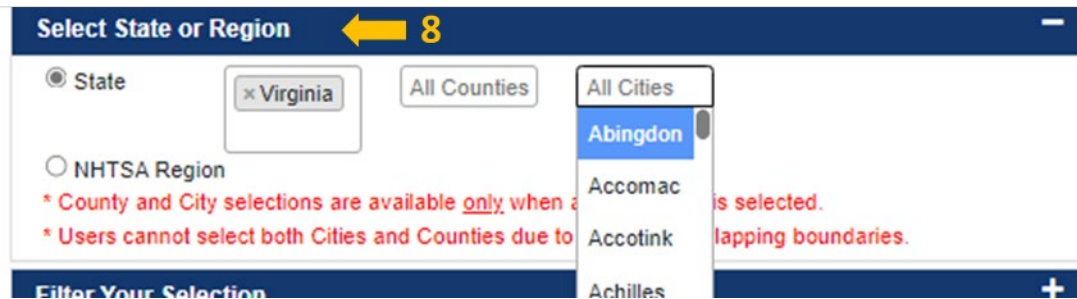 Select State or Region 8
State × Virginia All Counties All Cities
Abingdon
NHTSA Region
Accomac
* County and City selections are available only when a is selected.
* Users cannot select both Cities and Counties due to lapping boundaries.
Accotink
Filter Your Selection
Achilles